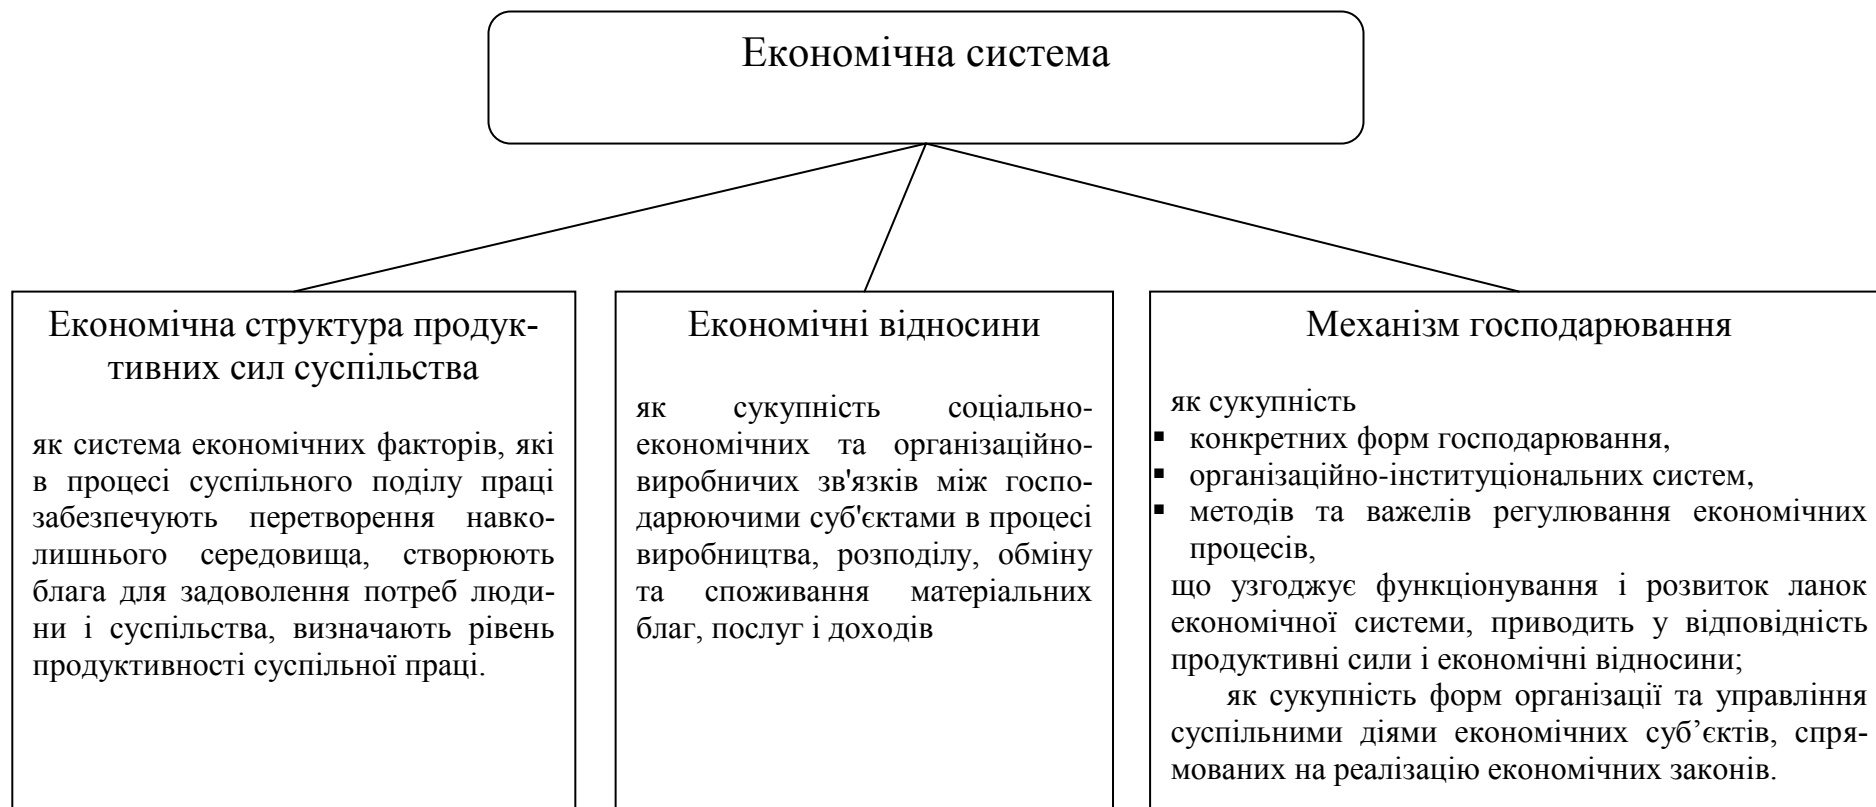 Економічна система
Економічна структура продук-
тивних сил суспільства
як система економічних факторів, які
в процесі суспільного поділу праці
забезпечують перетворення навко-
лишнього середовища, створюють
блага для задоволення потреб люди-
ни і суспільства, визначають рівень
продуктивності суспільної праці.
Економічні відносини
як сукупність соціально-
економічних та організаційно-
виробничих зв'язків між госпо-
дарюючими суб'єктами в процесі
виробництва, розподілу, обміну
та споживання матеріальних
благ, послуг і доходів
Механізм господарювання
як сукупність
▪ конкретних форм господарювання,
▪ організаційно-інституціональних систем,
▪ методів та важелів регулювання економічних
процесів,
що узгоджує функціонування і розвиток ланок
економічної системи, приводить у відповідність
продуктивні сили і економічні відносини;
як сукупність форм організації та управління
суспільними діями економічних суб’єктів, спря-
мованих на реалізацію економічних законів.